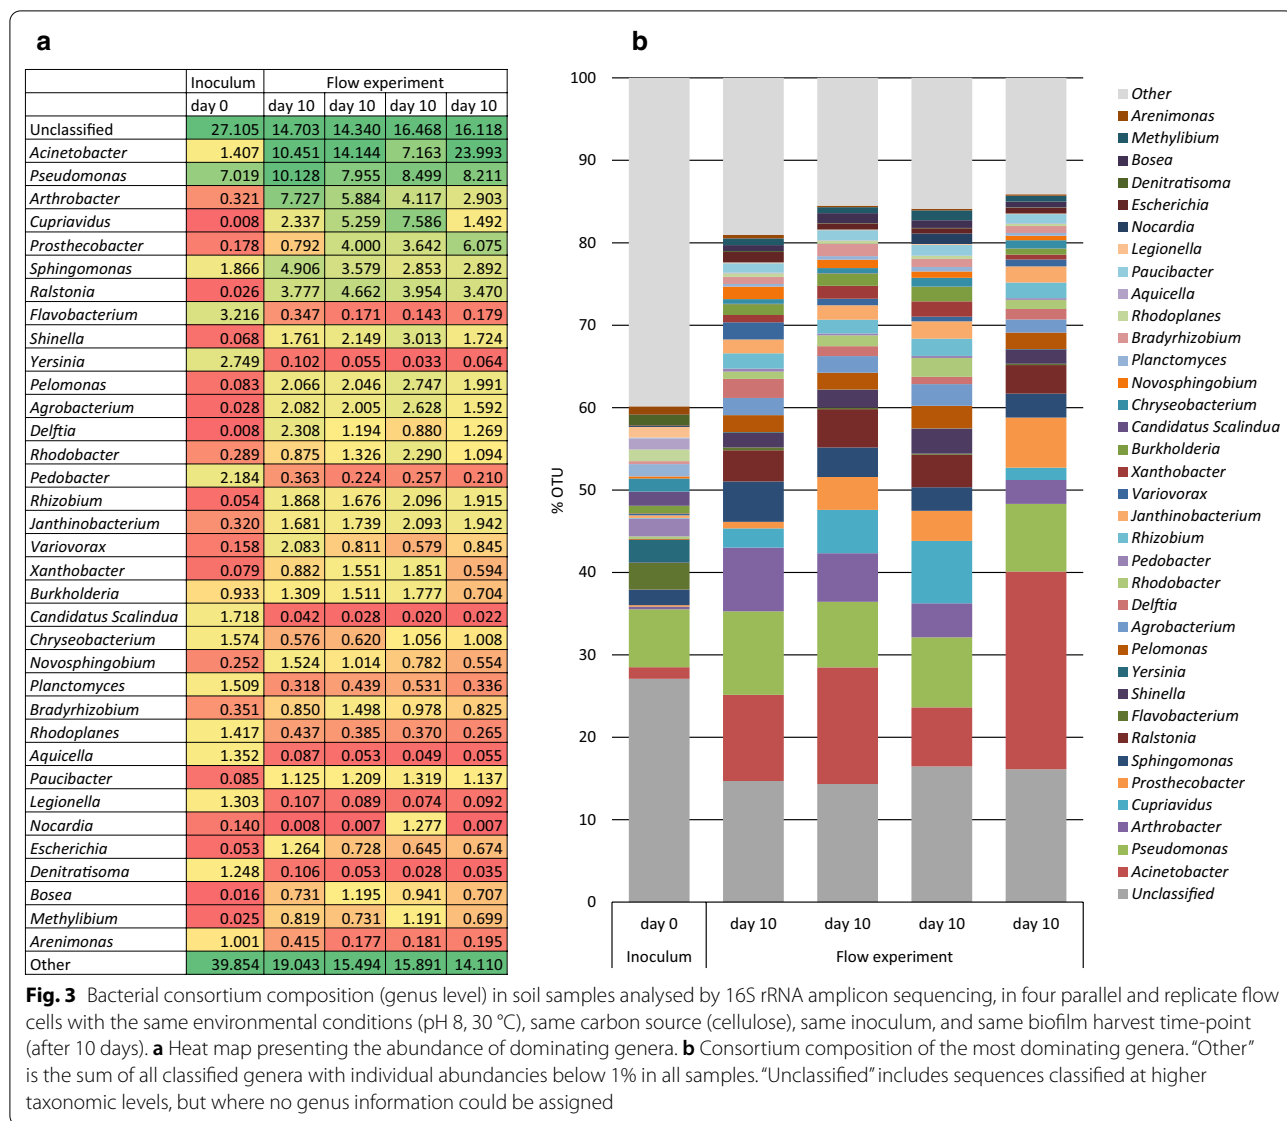 a
Inoculum Flow experiment
day 0 day 10 day 10 day 10 day 10
Unclassified 27.105 14.703 14.340 16.468 16.118
Acinetobacter 1.407 10.451 14.144 7.163 23.993
Pseudomonas 7.019 10.128 7.955 8.499 8.211
Arthrobacter 0.321 7.727 5.884 4.117 2.903
Cupriavidus 0.008 2.337 5.259 7.586 1.492
Prosthecobacter 0.178 0.792 4.000 3.642 6.075
Sphingomonas 1.866 4.906 3.579 2.853 2.892
Ralstonia 0.026 3.777 4.662 3.954 3.470
Flavobacterium 3.216 0.347 0.171 0.143 0.179
Shinella 0.068 1.761 2.149 3.013 1.724
Yersinia 2.749 0.102 0.055 0.033 0.064
Pelomonas 0.083 2.066 2.046 2.747 1.991
Agrobacterium 0.028 2.082 2.005 2.628 1.592
Delftia 0.008 2.308 1.194 0.880 1.269
Rhodobacter 0.289 0.875 1.326 2.290 1.094
Pedobacter 2.184 0.363 0.224 0.257 0.210
Rhizobium 0.054 1.868 1.676 2.096 1.915
Janthinobacterium 0.320 1.681 1.739 2.093 1.942
Variovorax 0.158 2.083 0.811 0.579 0.845
Xanthobacter 0.079 0.882 1.551 1.851 0.594
Burkholderia 0.933 1.309 1.511 1.777 0.704
Candidatus Scalindua 1.718 0.042 0.028 0.020 0.022
Chryseobacterium 1.574 0.576 0.620 1.056 1.008
Novosphingobium 0.252 1.524 1.014 0.782 0.554
Planctomyces 1.509 0.318 0.439 0.531 0.336
Bradyrhizobium 0.351 0.850 1.498 0.978 0.825
Rhodoplanes 1.417 0.437 0.385 0.370 0.265
Aquicella 1.352 0.087 0.053 0.049 0.055
Paucibacter 0.085 1.125 1.209 1.319 1.137
Legionella 1.303 0.107 0.089 0.074 0.092
Nocardia 0.140 0.008 0.007 1.277 0.007
Escherichia 0.053 1.264 0.728 0.645 0.674
Denitratisoma 1.248 0.106 0.053 0.028 0.035
Bosea 0.016 0.731 1.195 0.941 0.707
Methylibium 0.025 0.819 0.731 1.191 0.699
Arenimonas 1.001 0.415 0.177 0.181 0.195
Other 39.854 19.043 15.494 15.891 14.110
b
% OTU
100
90
80
70
60
50
40
30
20
10
0
day 0 day 10 day 10 day 10 day 10
Inoculum Flow experiment
Other
Arenimonas
Methylibium
Bosea
Denitratisoma
Escherichia
Nocardia
Legionella
Paucibacter
Aquicella
Rhodoplanes
Bradyrhizobium
Planctomyces
Novosphingobium
Chryseobacterium
Candidatus Scalindua
Burkholderia
Xanthobacter
Variovorax
Janthinobacterium
Rhizobium
Pedobacter
Rhodobacter
Delftia
Agrobacterium
Pelomonas
Yersinia
Shinella
Flavobacterium
Ralstonia
Sphingomonas
Prosthecobacter
Cupriavidus
Arthrobacter
Pseudomonas
Acinetobacter
Unclassified
Fig. 3 Bacterial consortium composition (genus level) in soil samples analysed by 16S rRNA amplicon sequencing, in four parallel and replicate flow
cells with the same environmental conditions (pH 8, 30 °C), same carbon source (cellulose), same inoculum, and same biofilm harvest time-point
(after 10 days). a Heat map presenting the abundance of dominating genera. b Consortium composition of the most dominating genera. "Other"
is the sum of all classified genera with individual abundancies below 1% in all samples. "Unclassified" includes sequences classified at higher
taxonomic levels, but where no genus information could be assigned